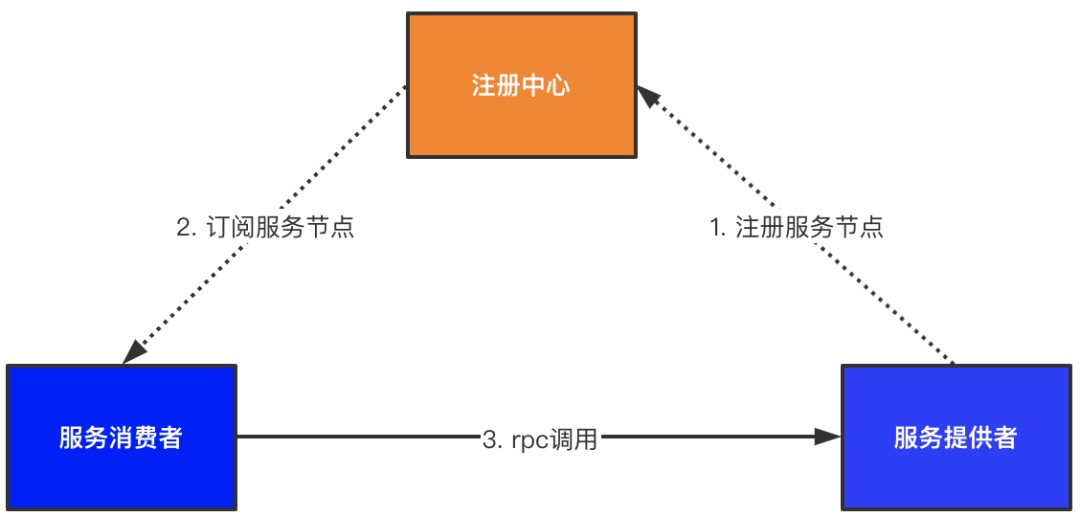 注册中心
2. 订阅服务节点
1. 注册服务节点
服务消费者
3. rpc调用
服务提供者